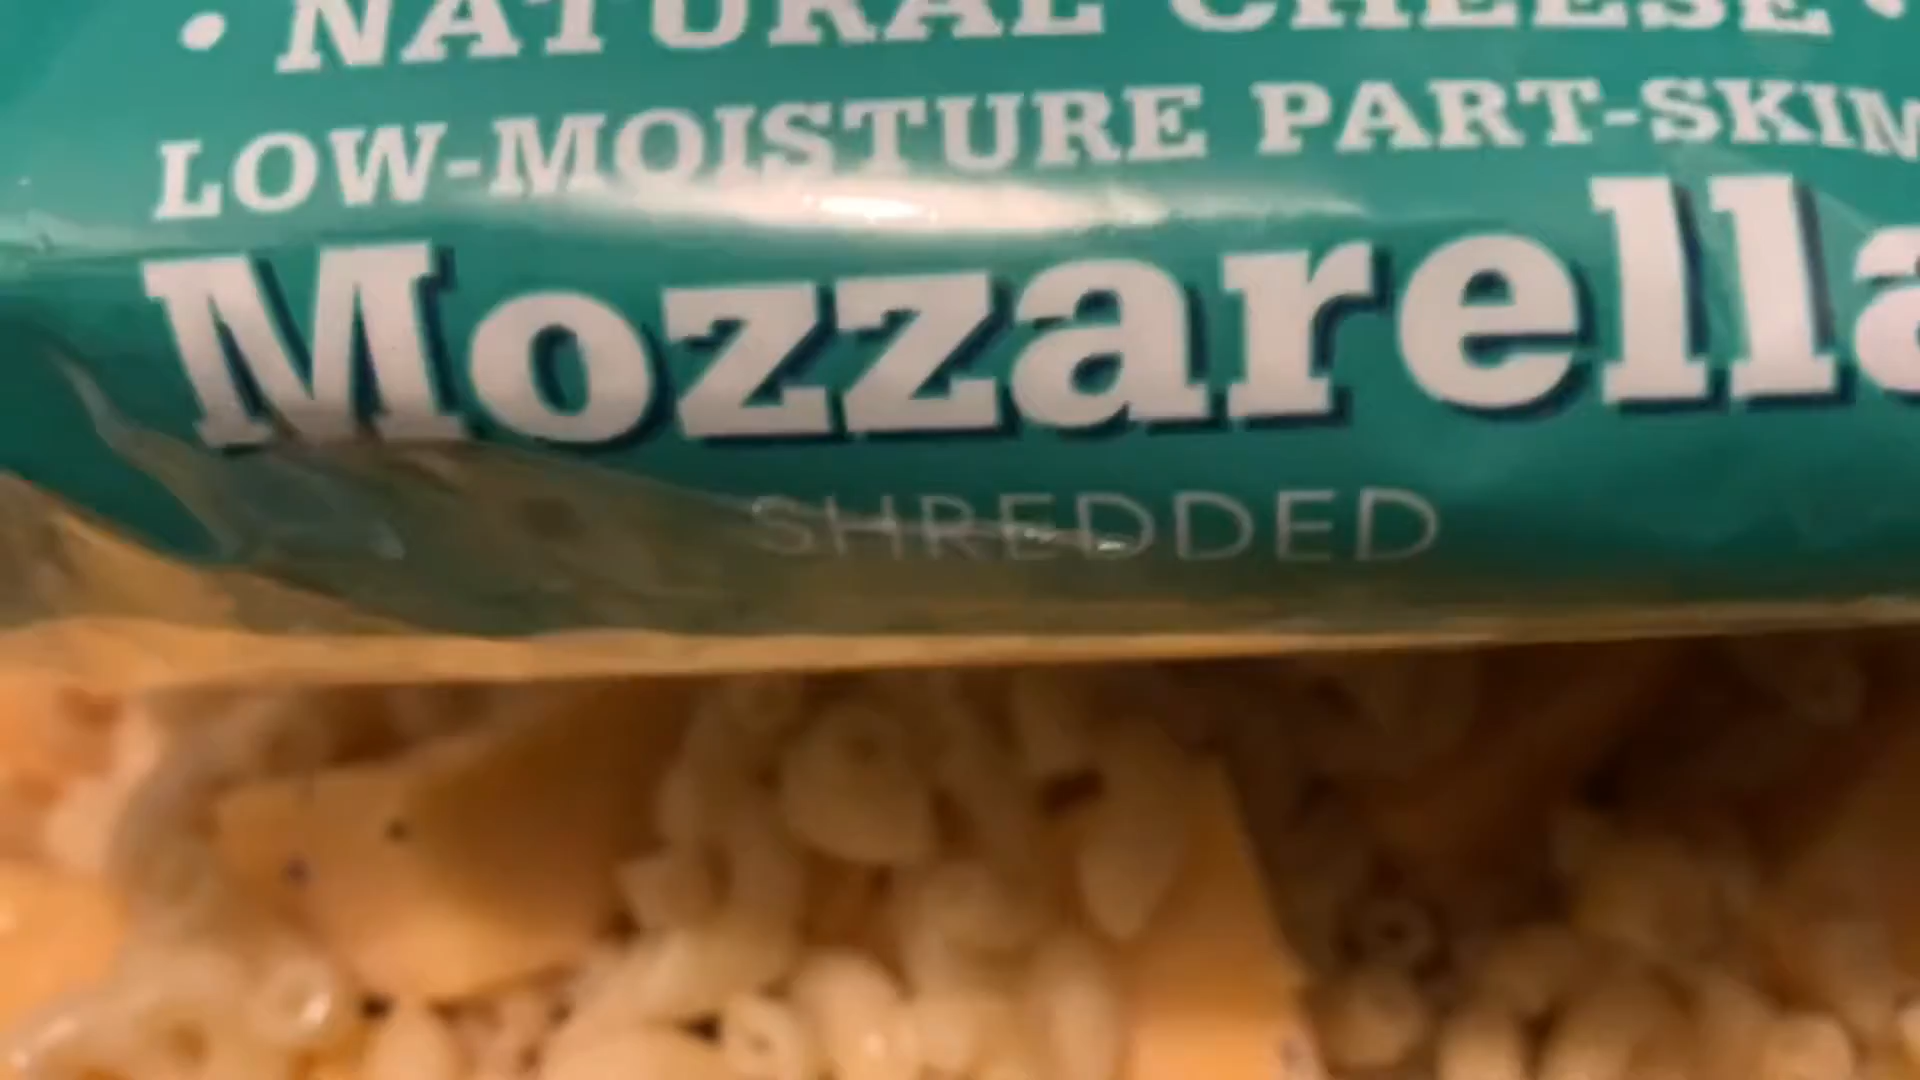 • NATURAL CHEESE •
LOW-MOISTURE PART-SKIM
Mozzarella
SHREDDED